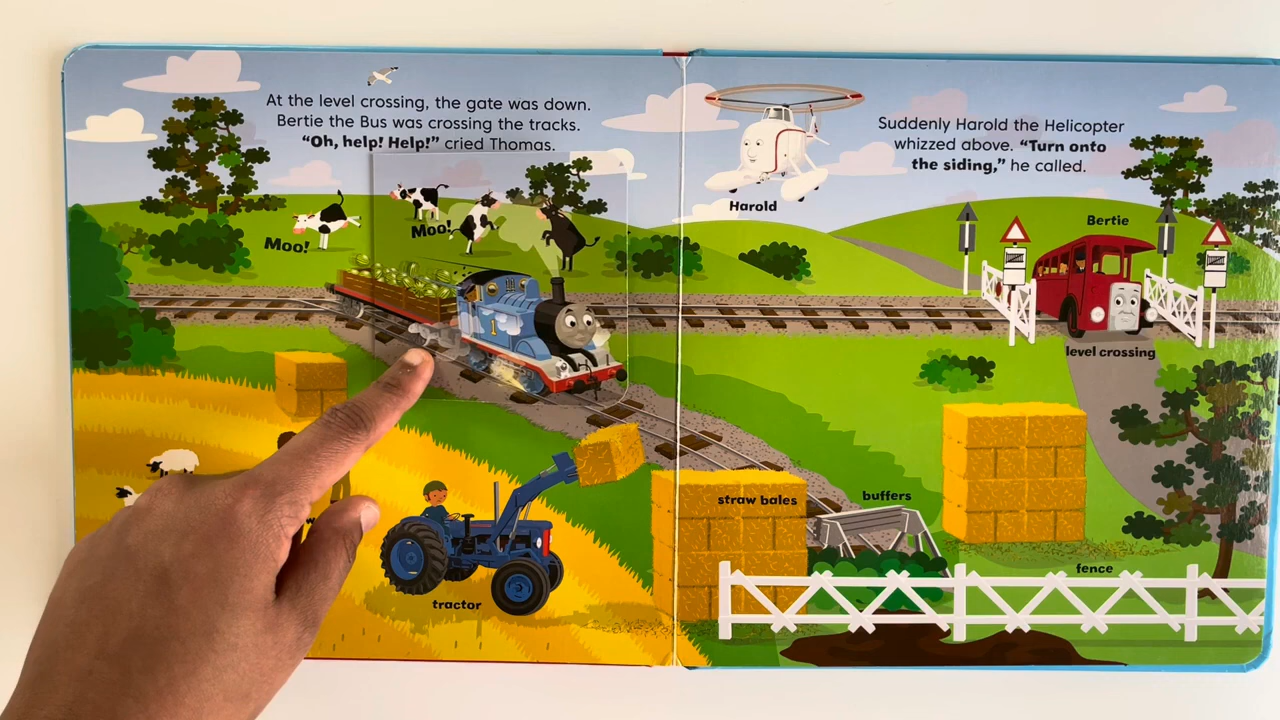 At the level crossing, the gate was down.
Bertie the Bus was crossing the tracks.
“Oh, help! Help!” cried Thomas.
Moo!
Moo!
1
tractor
Suddenly Harold the Helicopter
whizzed above. “Turn onto
the siding,” he called.
Harold
Bertie
level crossing
straw bales
buffers
fence